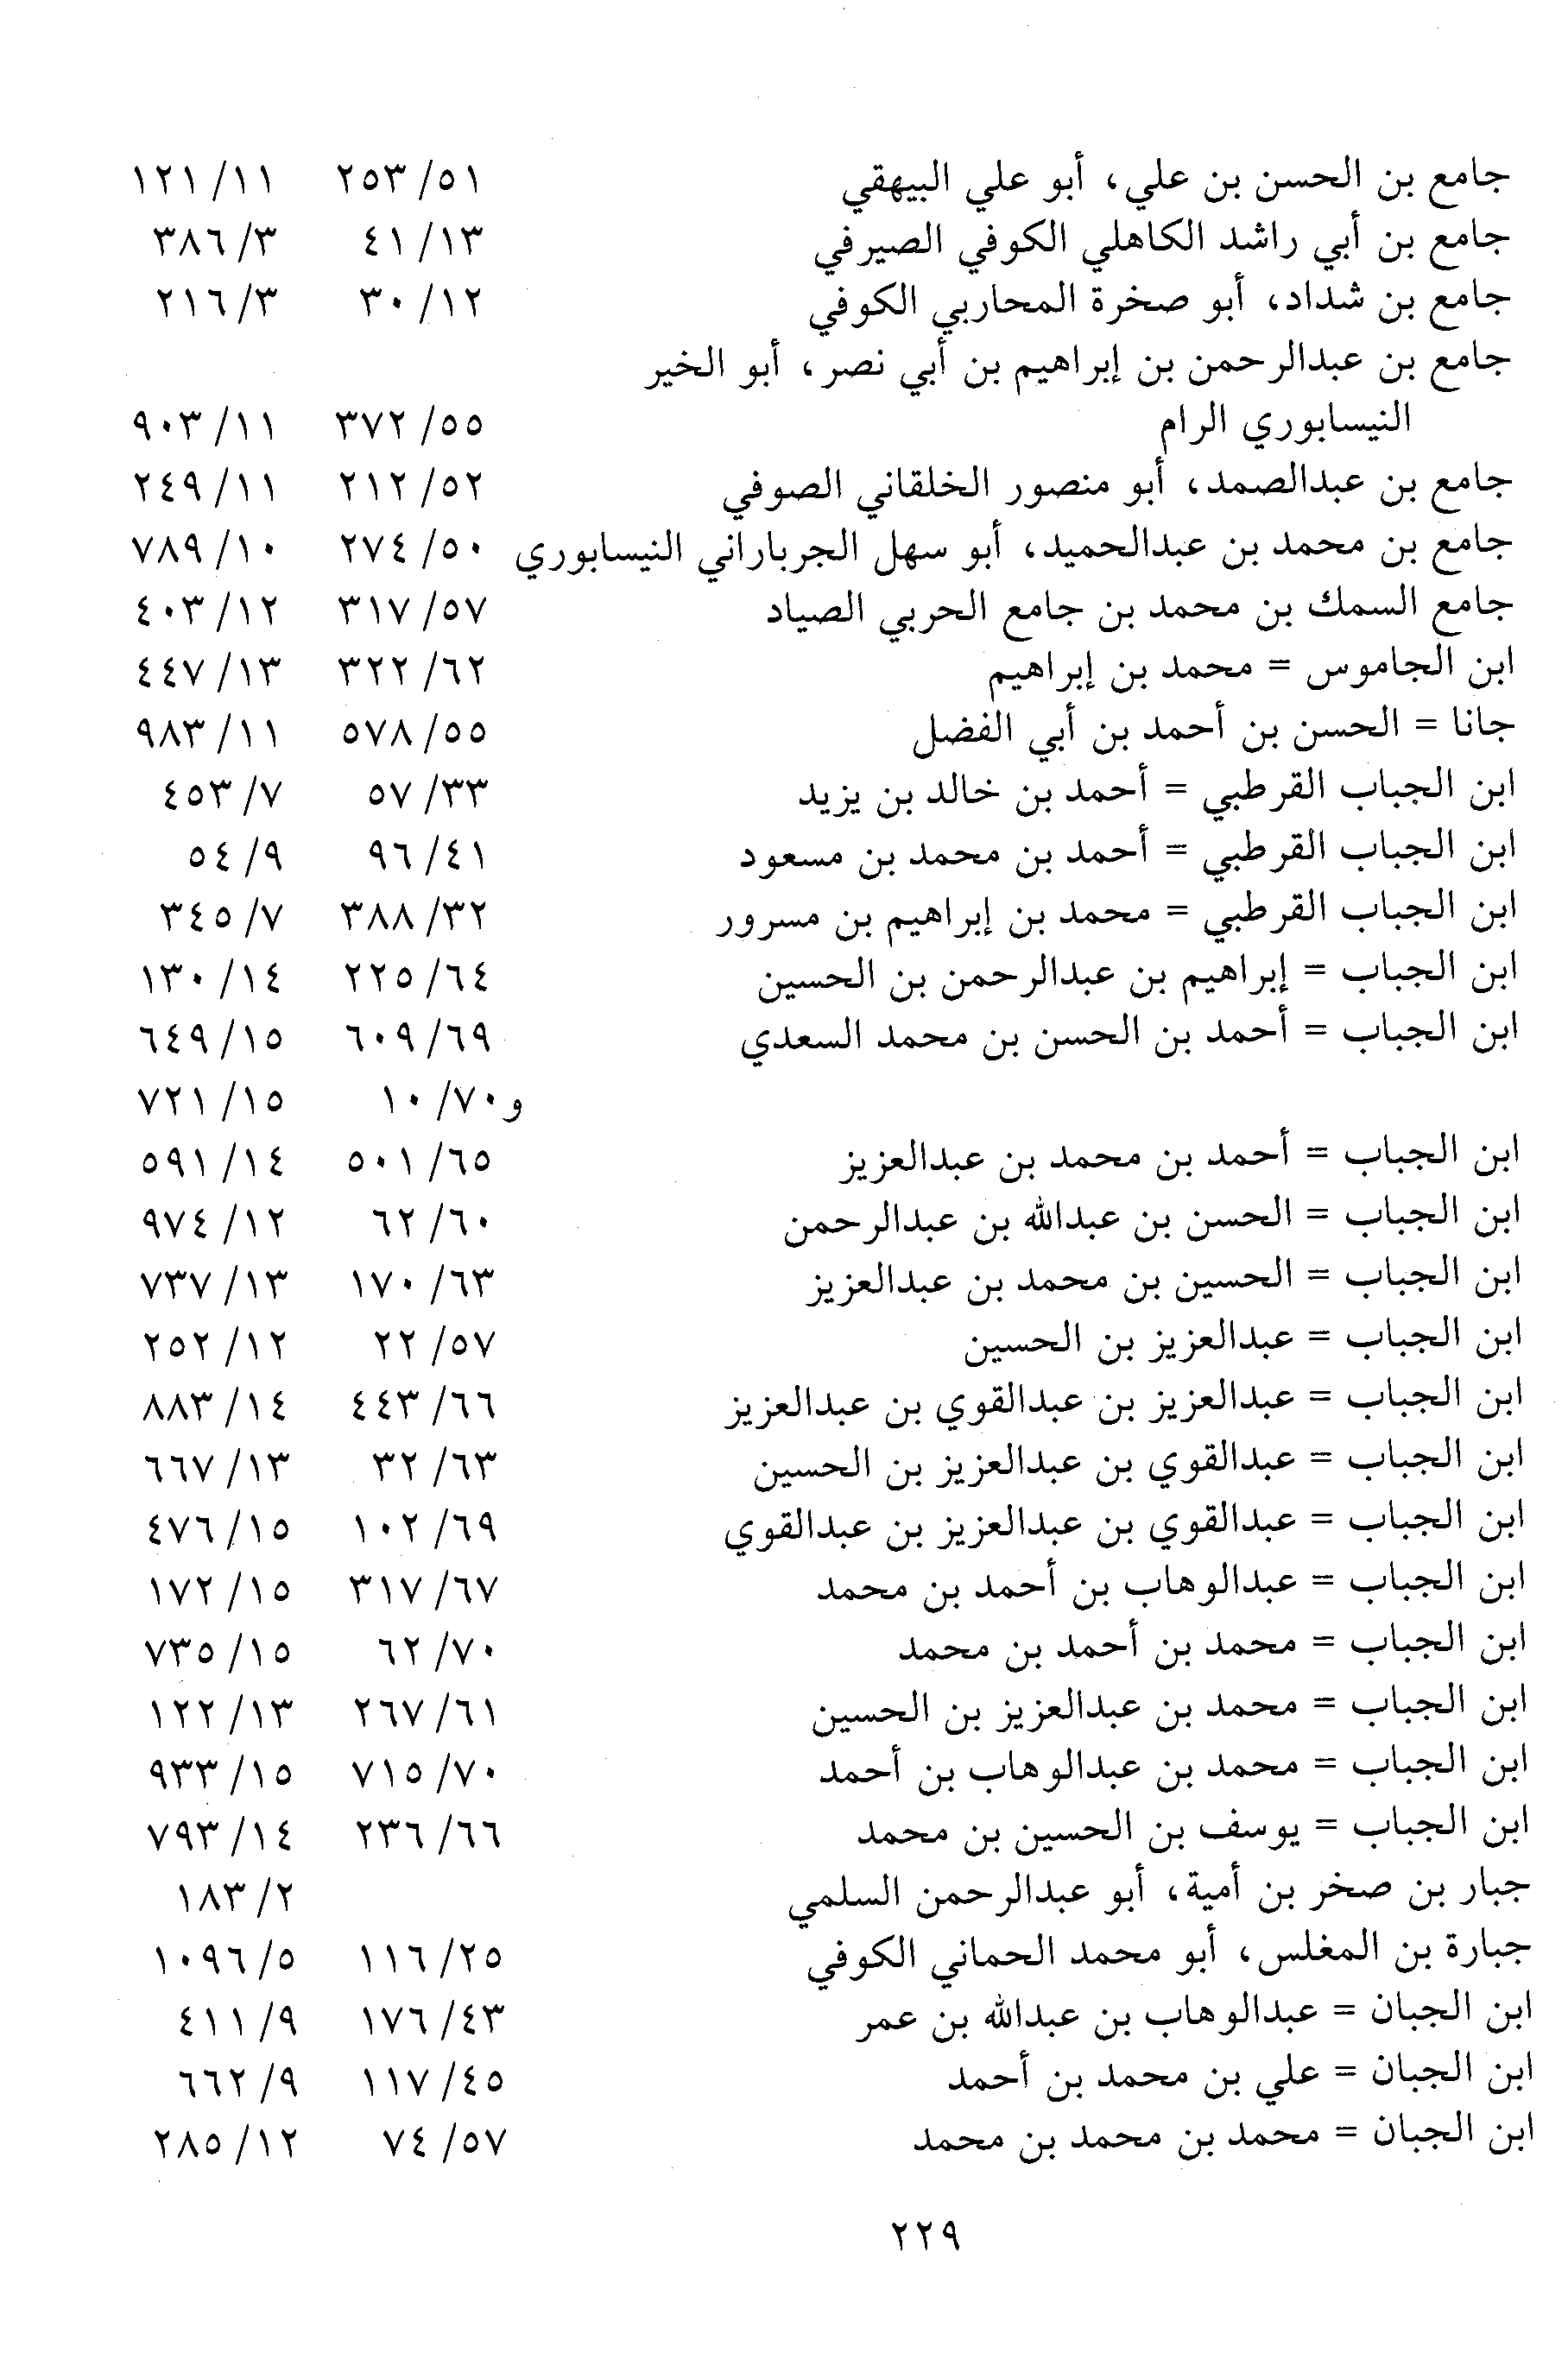 جامع بن الحسن بن علي، أبو علي البيهقي ٥١/ ٢٥٣ ١١/ ١٢١
جامع بن أبي راشد الكاهلي الكوفي الصيرفي ١٣/ ٤١ ٣/ ٣٨٦
جامع بن شداد، أبو صخرة المحاربي الكوفي ١٢/ ٣٠ ٣/ ٢١٦
جامع بن عبدالرحمن بن إبراهيم بن أبي نصر، أبو الخير
النيسابوري الرام ٥٥/ ٣٧٢ ١١/ ٩٠٣
جامع بن عبدالصمد، أبو منصور الخلقاني الصوفي ٥٢/ ٢١٢ ١١/ ٢٤٩
جامع بن محمد بن عبدالحميد، أبو سهل الجرباراني النيسابوري ٥٠/ ٢٧٤ ١٠/ ٧٨٩
جامع السمك بن محمد بن جامع الحربي الصياد ٥٧/ ٣١٧ ١٢/ ٤٠٣
ابن الجاموس = محمد بن إبراهيم ٦٢/ ٣٢٢ ١٣/ ٤٤٧
جانا = الحسن بن أحمد بن أبي الفضل ٥٥/ ٥٧٨ ١١/ ٩٨٣
ابن الجباب القرطبي = أحمد بن خالد بن يزيد ٣٣/ ٥٧ ٧/ ٤٥٣
ابن الجباب القرطبي = أحمد بن محمد بن مسعود ٤١/ ٩٦ ٩/ ٥٤
ابن الجباب القرطبي = محمد بن إبراهيم بن مسرور ٣٢/ ٣٨٨ ٧/ ٣٤٥
ابن الجباب = إبراهيم بن عبدالرحمن بن الحسين ٦٤/ ٢٢٥ ١٤/ ١٣٠
ابن الجباب = أحمد بن الحسن بن محمد السعدي ٦٩/ ٦٠٩ ١٥/ ٦٤٩
و٧٠/ ١٠ ١٥/ ٧٢١
ابن الجباب = أحمد بن محمد بن عبدالعزيز ٦٥/ ٥٠١ ١٤/ ٥٩١
ابن الجباب = الحسن بن عبدالله بن عبدالرحمن ٦٠/ ٦٢ ١٢/ ٩٧٤
ابن الجباب = الحسين بن محمد بن عبدالعزيز ٦٣/ ١٧٠ ١٣/ ٧٣٧
ابن الجباب = عبدالعزيز بن الحسين ٥٧/ ٢٢ ١٢/ ٢٥٢
ابن الجباب = عبدالعزيز بن عبدالقوي بن عبدالعزيز ٦٦/ ٤٤٣ ١٤/ ٨٨٣
ابن الجباب = عبدالقوي بن عبدالعزيز بن الحسين ٦٣/ ٣٢ ١٣/ ٦٦٧
ابن الجباب = عبدالقوي بن عبدالعزيز بن عبدالقوي ٦٩/ ١٠٢ ١٥/ ٤٧٦
ابن الجباب = عبدالوهاب بن أحمد بن محمد ٦٧/ ٣١٧ ١٥/ ١٧٢
ابن الجباب = محمد بن أحمد بن محمد ٧٠/ ٦٢ ١٥/ ٧٣٥
ابن الجباب = محمد بن عبدالعزيز بن الحسين ٦١/ ٢٦٧ ١٣/ ١٢٢
ابن الجباب = محمد بن عبدالوهاب بن أحمد ٧٠/ ٧١٥ ١٥/ ٩٣٣
ابن الجباب = يوسف بن الحسين بن محمد ٦٦/ ٢٣٦ ١٤/ ٧٩٣
جبار بن صخر بن أمية، أبو عبدالرحمن السلمي ٢/ ١٨٣
جبارة بن المغلس، أبو محمد الحماني الكوفي ٢٥/ ١١٦ ٥/ ١٠٩٦
ابن الجبان = عبدالوهاب بن عبدالله بن عمر ٤٣/ ١٧٦ ٩/ ٤١١
ابن الجبان = علي بن محمد بن أحمد ٤٥/ ١١٧ ٩/ ٦٦٢
ابن الجبان = محمد بن محمد بن محمد ٥٧/ ٧٤ ١٢/ ٢٨٥
٢٢٩